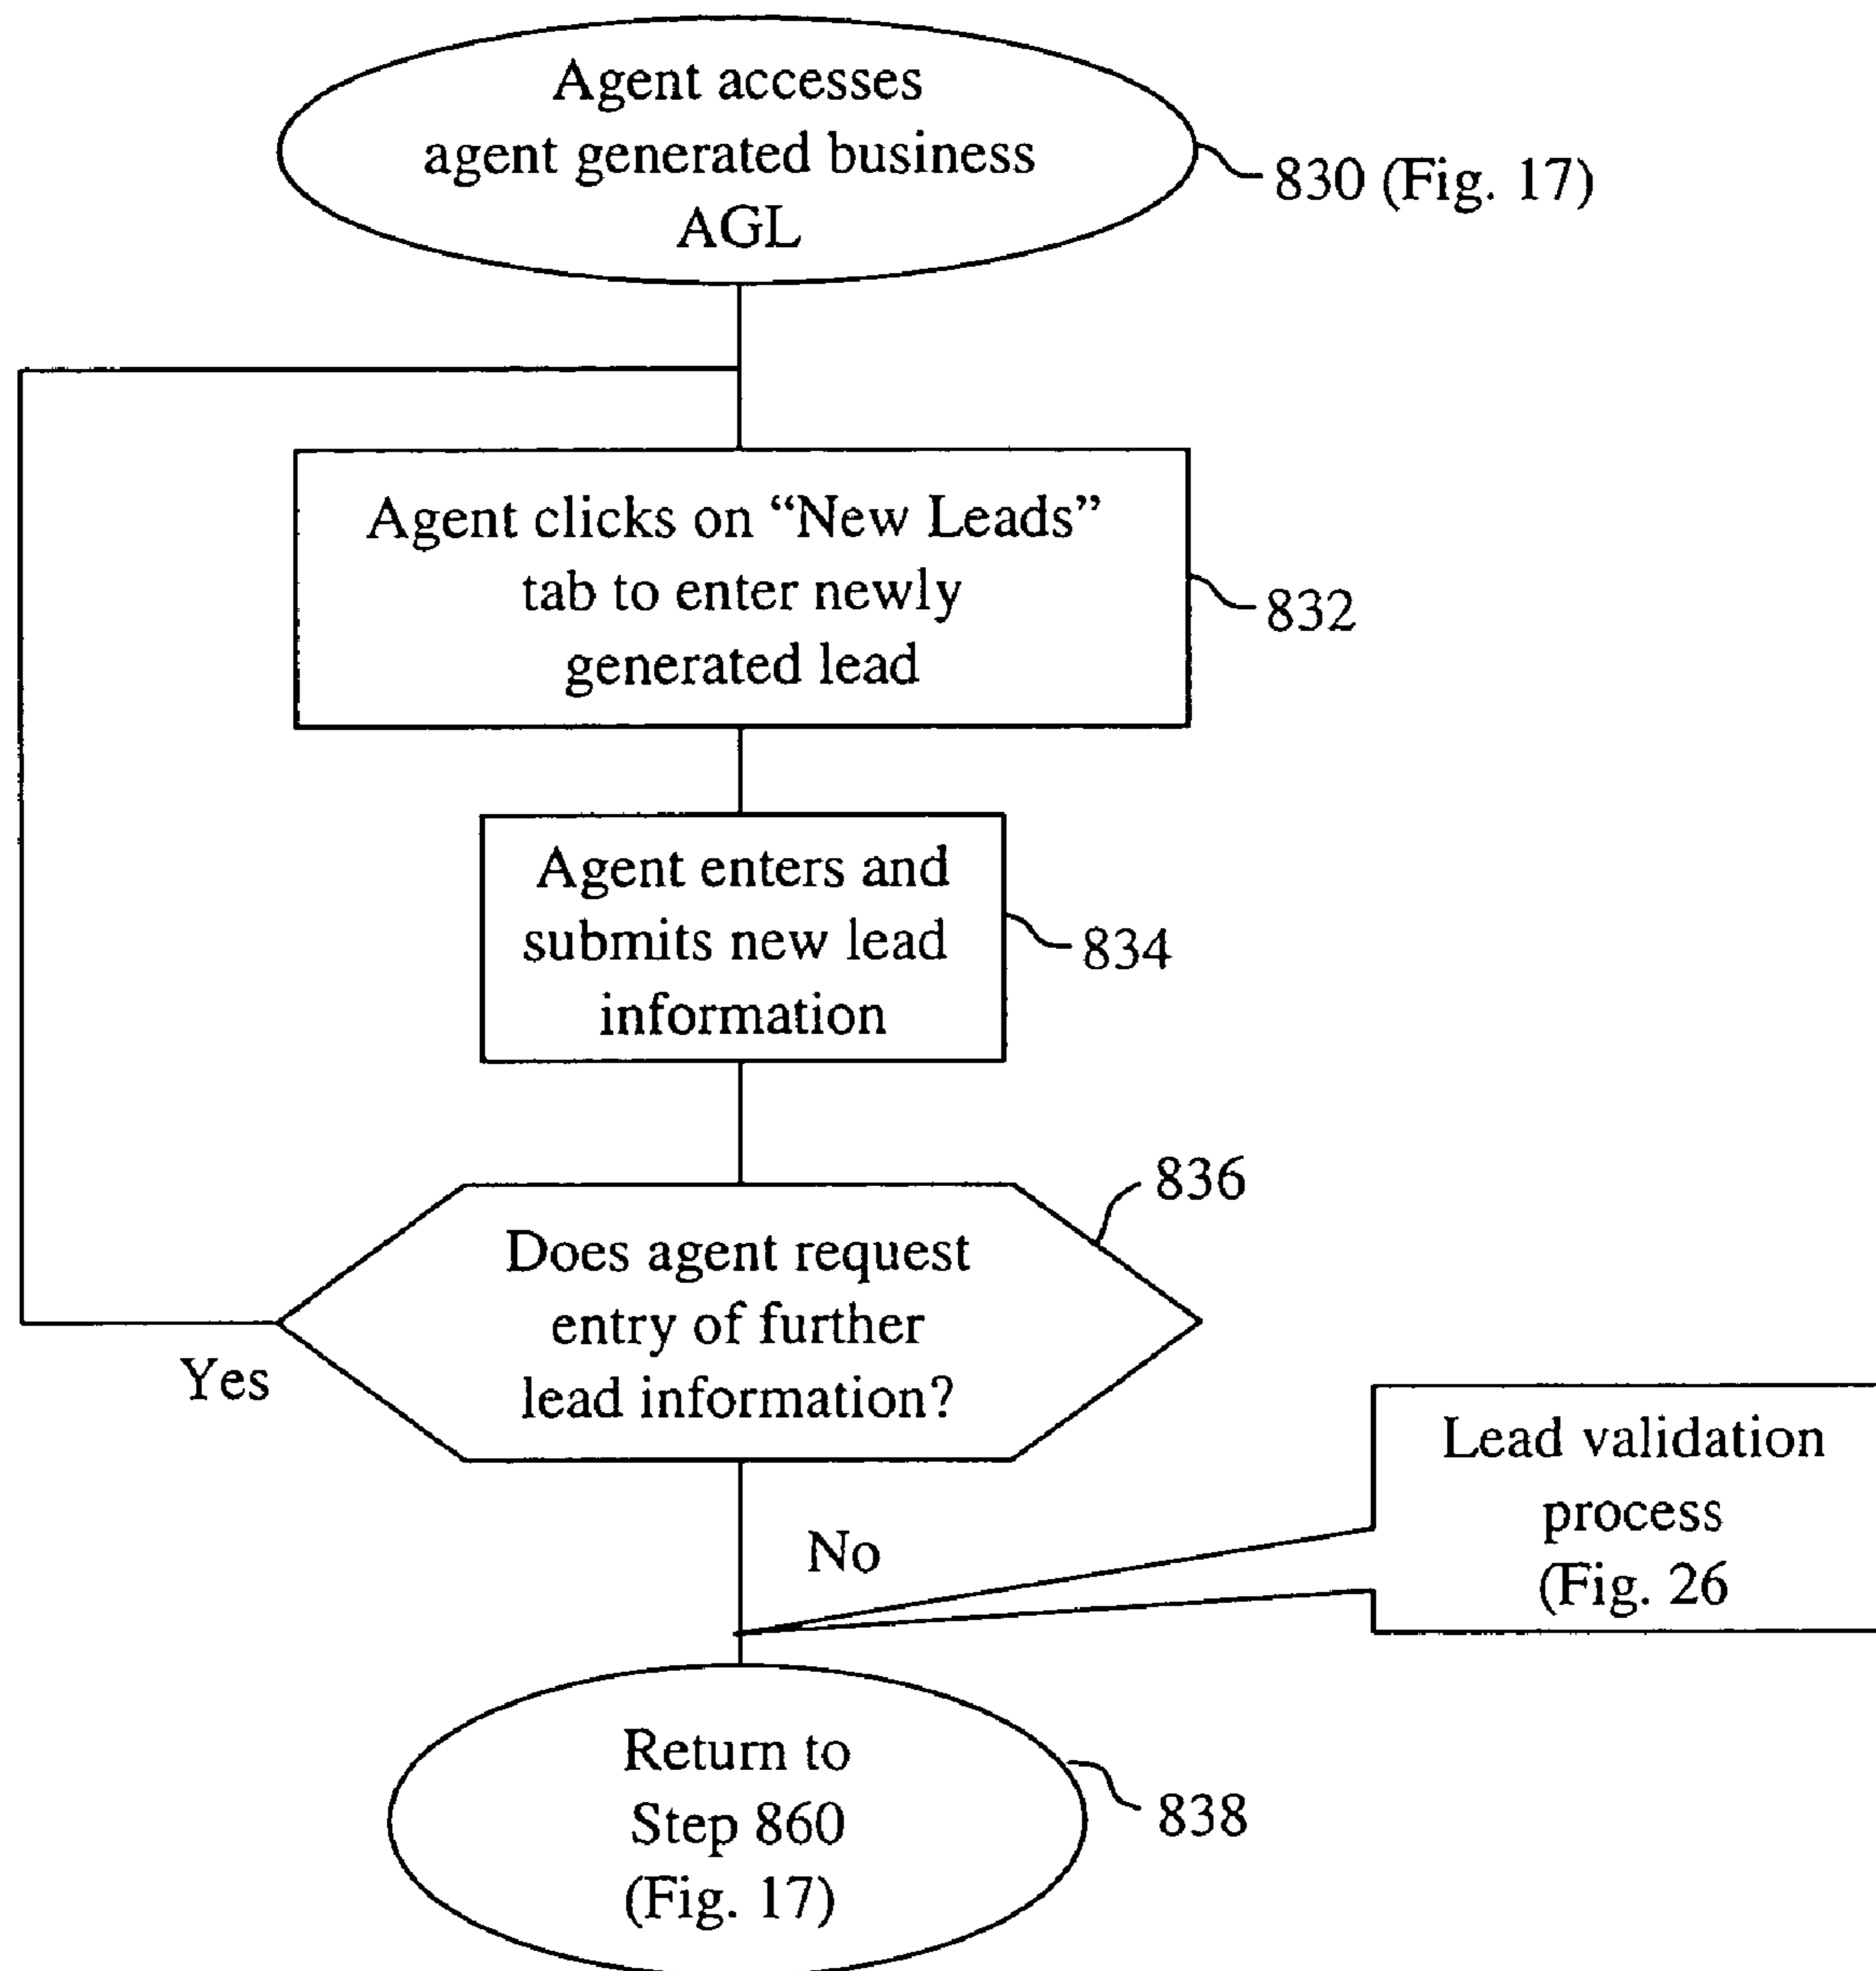 Agent accesses
agent generated business
AGL
830 (Fig. 17)
Agent clicks on “New Leads”
tab to enter newly
generated lead
832
Agent enters and
submits new lead
information
834
836
Does agent request
entry of further
lead information?
Yes
No
Lead validation
process
(Fig. 26
Return to
Step 860
(Fig. 17)
838